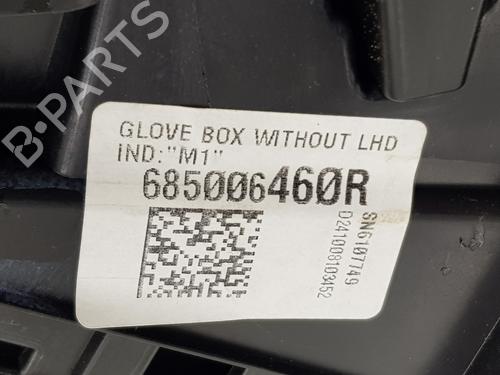 B-PARTS
GLOVE BOX WITHOUT LHD
IND:"M1"
685006460R
SN6107749
D241008103452